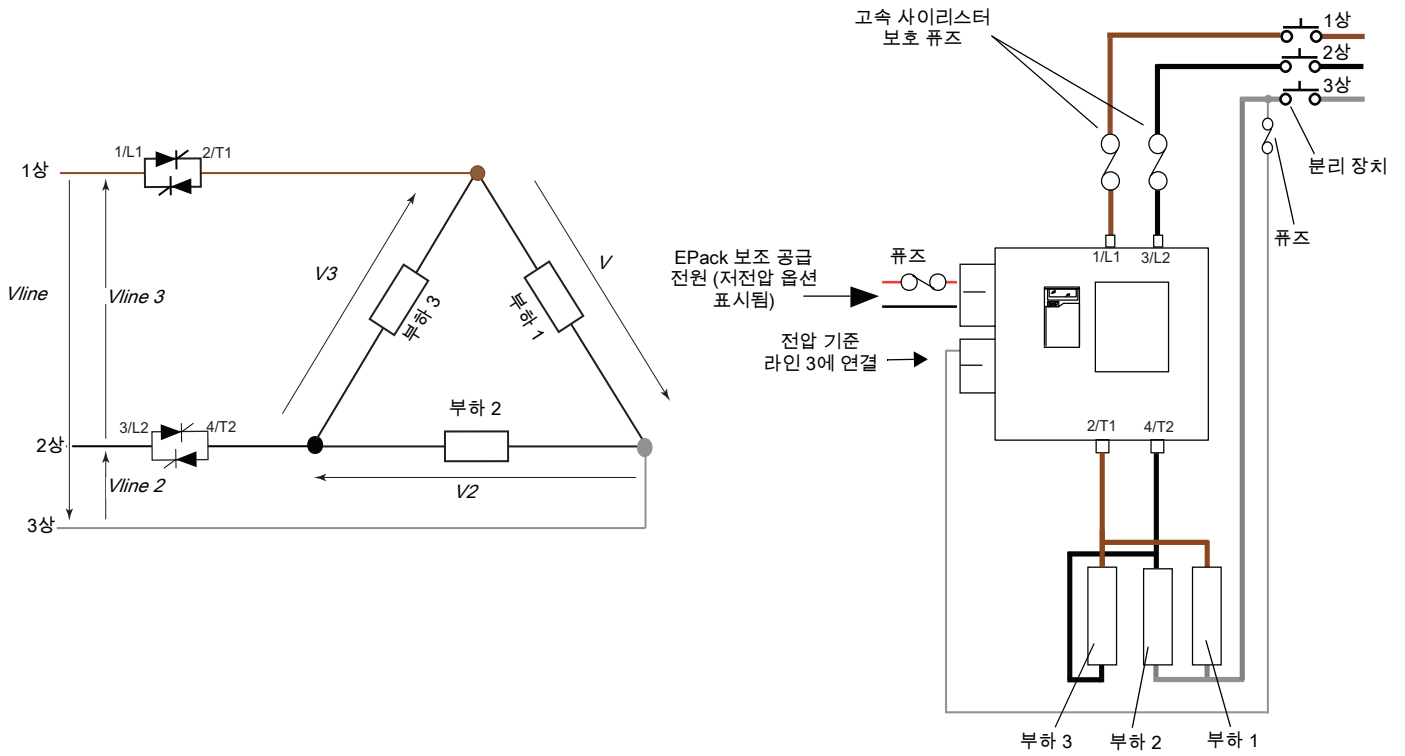 1상
1/L1
2/T1
V3
V
부하 3
부하 1
Vline
Vline 3
부하 2
3/L2
4/T2
2상
Vline 2
V2
3상
고속 사이리스터
보호 퓨즈
1상
2상
3상
분리 장치
퓨즈
EPack 보조 공급
전원 (저전압 옵션
표시됨)
퓨즈
1/L1
3/L2
전압 기준
라인 3에 연결
2/T1
4/T2
부하 3
부하 2
부하 1